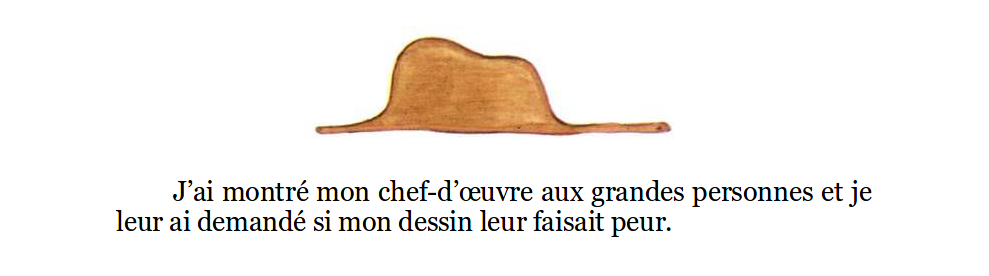 J’ai montré mon chef-d’œuvre aux grandes personnes et je
leur ai demandé si mon dessin leur faisait peur.